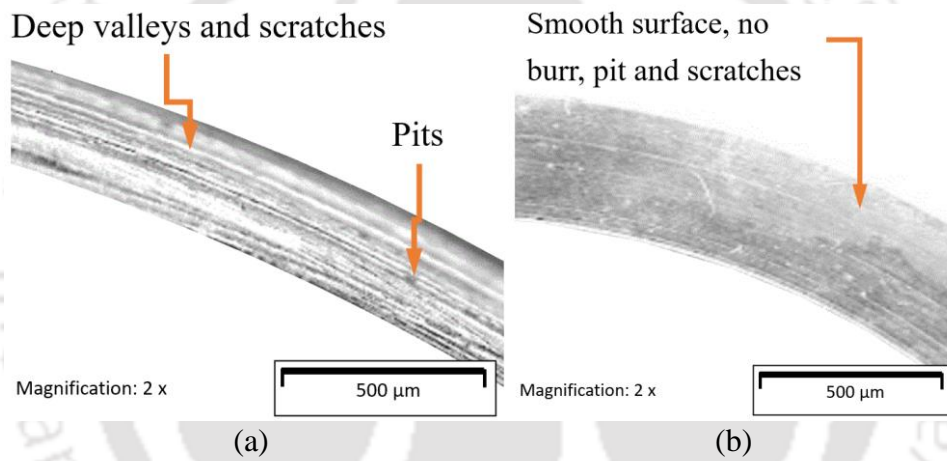 Deep valleys and scratches
Pits
Magnification: 2 x
500 µm
(a)
Smooth surface, no
burr, pit and scratches
Magnification: 2 x
500 µm
(b)